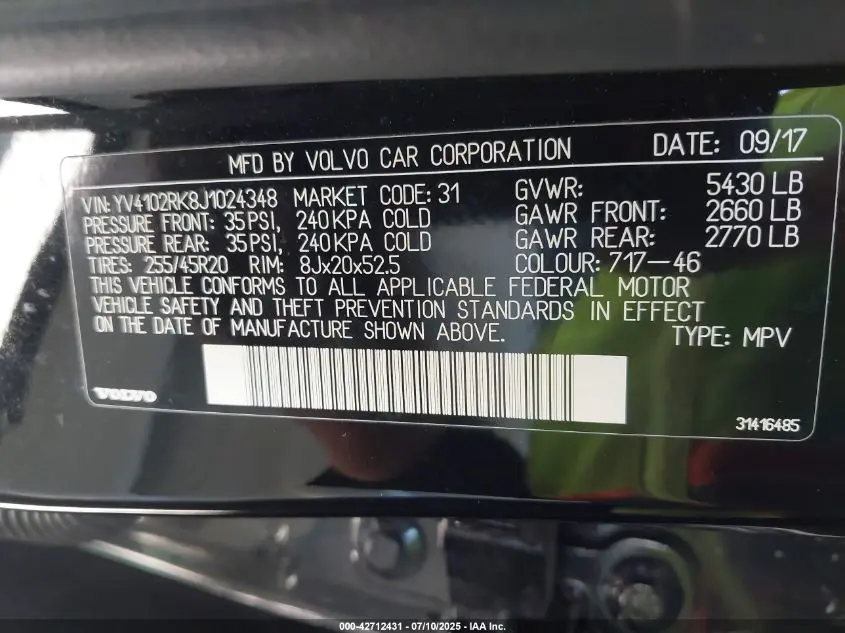 MFD BY VOLVO CAR CORPORATION DATE: 09/17
VIN: YV4102RK8J1024348 MARKET CODE: 31 GVWR: 5430 LB
PRESSURE FRONT: 35 PSI, 240 KPA COLD GAWR FRONT: 2660 LB
PRESSURE REAR: 35 PSI, 240 KPA COLD GAWR REAR: 2770 LB
TIRES: 255/45R20 RIM: 8Jx20x52.5 COLOUR: 717-46
THIS VEHICLE CONFORMS TO ALL APPLICABLE FEDERAL MOTOR
VEHICLE SAFETY AND THEFT PREVENTION STANDARDS IN EFFECT
ON THE DATE OF MANUFACTURE SHOWN ABOVE. TYPE: MPV
VOLVO
31416485
000-42712431 - 07/10/2025 - IAA Inc.